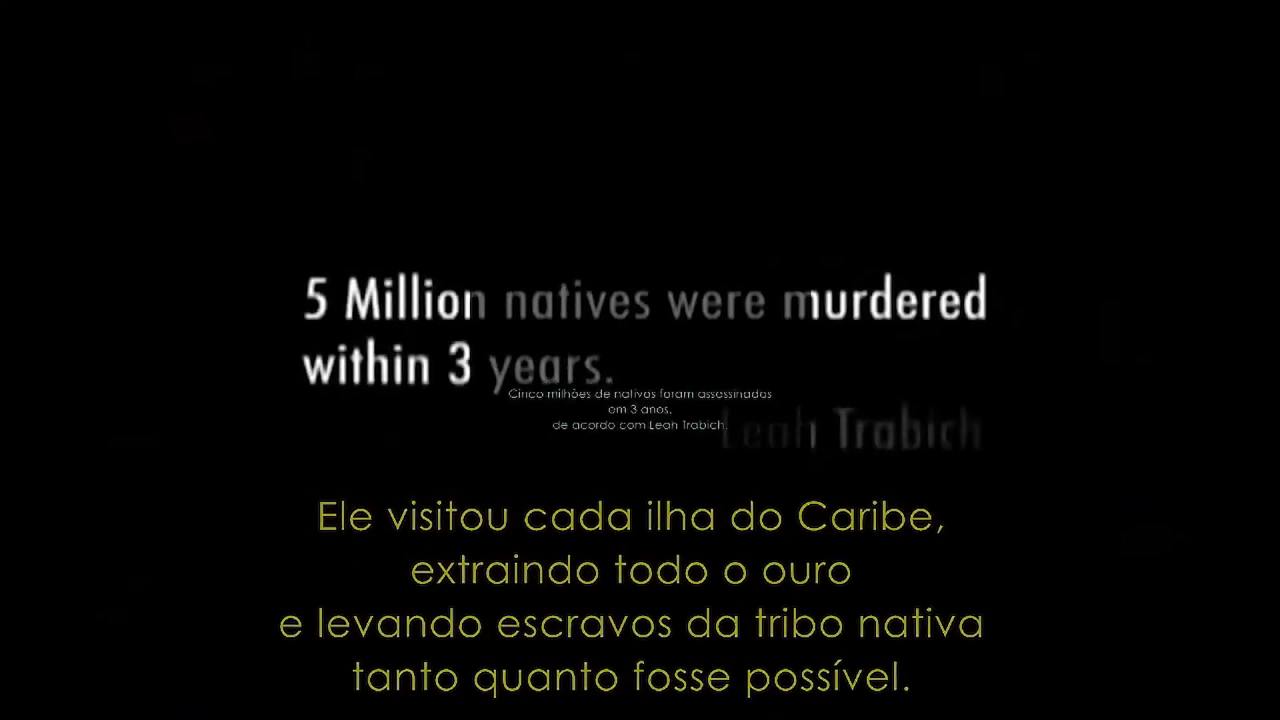 5 Million natives were murdered
within 3 years.
Cinco milhões de nativos foram assassinados
em 3 anos,
de acordo com Leah Trabich.
Leah Trabich
Ele visitou cada ilha do Caribe,
extraindo todo o ouro
e levando escravos da tribo nativa
tanto quanto fosse possível.